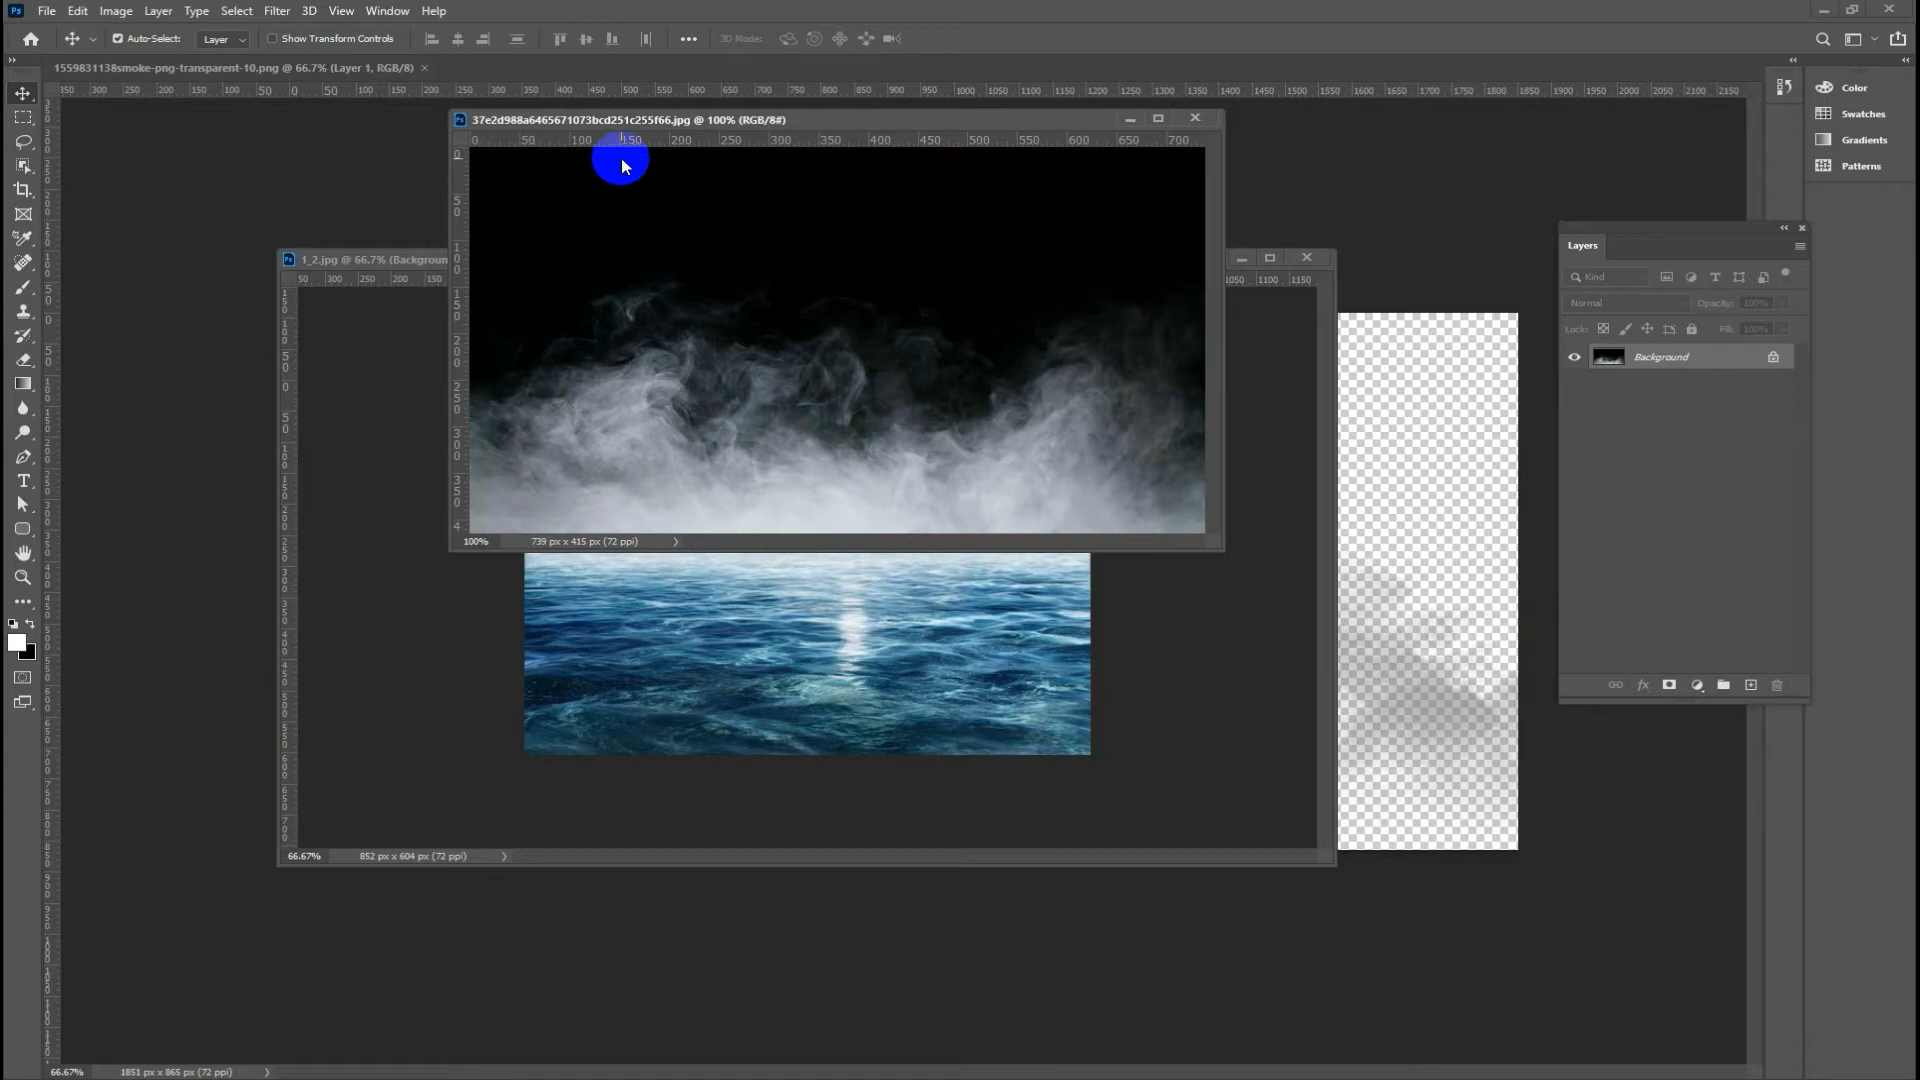 Ps File Edit Image Layer Type Select Filter 3D View Window Help
Auto-Select: Layer Show Transform Controls 3D Mode:
1559831138smoke-png-transparent-10.png @ 66.7% (Layer 1, RGB/8)
350 300 250 200 150 100 50 0 50 100 150 200 250 300 350 400 450 500 550 600 650 700 750 800 850 900 950 1000 1050 1100 1150 1200 1250 1300 1350 1400 1450 1500 1550 1600 1650 1700 1750 1800 1850 1900 1950 2000 2050 2100 2150
Color
Swatches
Gradients
Patterns
Ps 37e2d988a6465671073bcd251c255f66.jpg @ 100% (RGB/8#)
0 50 100 150 200 250 300 350 400 450 500 550 600 650 700
100% 739 px x 415 px (72 ppi)
Ps 1_2.jpg @ 66.7% (Backgroun
50 300 250 200 150
1050 1100 1150
66.67% 852 px x 604 px (72 ppi)
Layers
Kind
Normal Opacity: 100%
Lock: Fill: 100%
Background
fx
66.67% 1851 px x 865 px (72 ppi)